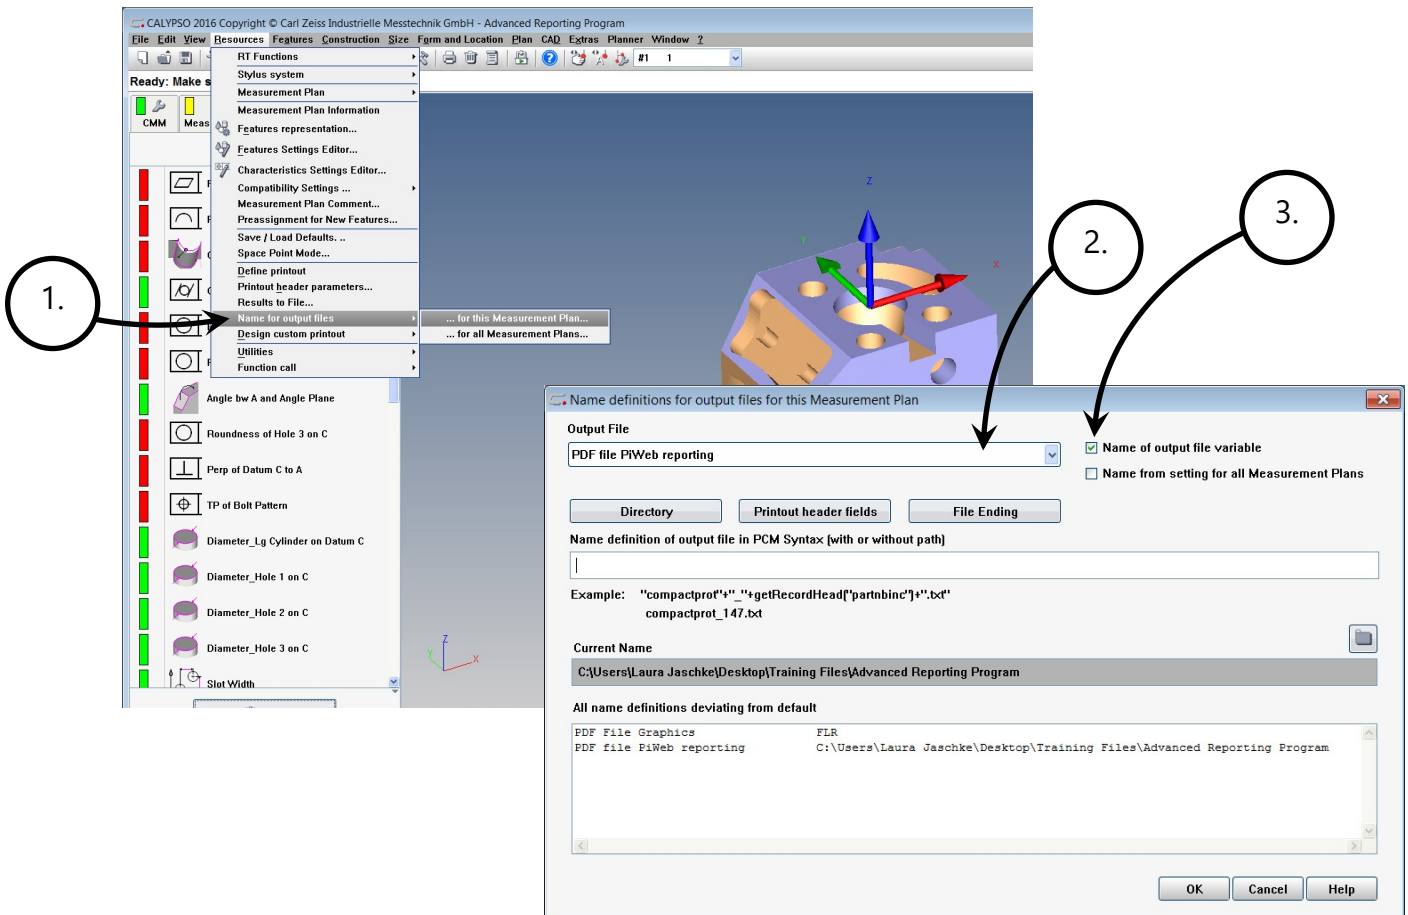 CALYPSO 2016 Copyright © Carl Zeiss Industrielle Messtechnik GmbH - Advanced Reporting Program
File Edit View Resources Features Construction Size Form and Location Plan CAD Extras Planner Window ?
#1 1
Ready: Make s
CMM Meas
RT Functions
Stylus system
Measurement Plan
Measurement Plan Information
Features representation...
Features Settings Editor...
Characteristics Settings Editor...
Compatibility Settings ...
Measurement Plan Comment...
Preassignment for New Features...
Save / Load Defaults. ..
Space Point Mode...
Define printout
Printout header parameters...
Results to File...
Name for output files
Design custom printout
Utilities
Function call
... for this Measurement Plan...
... for all Measurement Plans...
1.
2.
3.
Z
Y
X
Angle bw A and Angle Plane
Roundness of Hole 3 on C
Perp of Datum C to A
TP of Bolt Pattern
Diameter_Lg Cylinder on Datum C
Diameter_Hole 1 on C
Diameter_Hole 2 on C
Diameter_Hole 3 on C
Slot Width
Z
Y
X
Name definitions for output files for this Measurement Plan
Output File
PDF file PiWeb reporting
Name of output file variable
Name from setting for all Measurement Plans
Directory
Printout header fields
File Ending
Name definition of output file in PCM Syntax (with or without path)
Example: "compactprot"+"_"+getRecordHead("partnbinc")+".txt"
compactprot_147.txt
Current Name
C:\Users\Laura Jaschke\Desktop\Training Files\Advanced Reporting Program
All name definitions deviating from default
PDF File Graphics FLR
PDF file PiWeb reporting C:\Users\Laura Jaschke\Desktop\Training Files\Advanced Reporting Program
OK
Cancel
Help